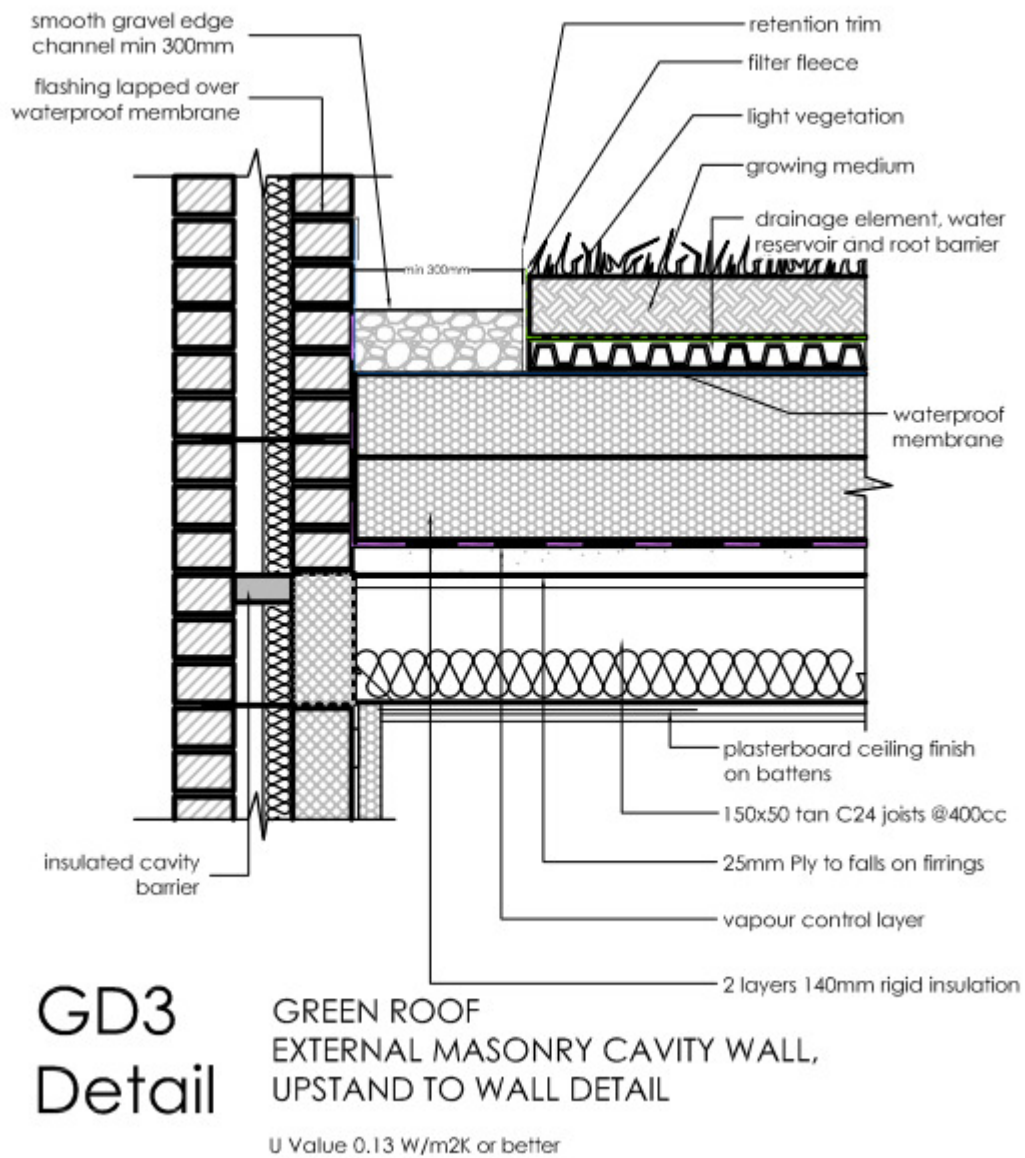 smooth gravel edge
channel min 300mm
flashing lapped over
waterproof membrane
retention trim
filter fleece
light vegetation
growing medium
drainage element, water
reservoir and root barrier
min 300mm
waterproof
membrane
plasterboard ceiling finish
on battens
150x50 tan C24 joists @400cc
25mm Ply to falls on firrings
vapour control layer
2 layers 140mm rigid insulation
insulated cavity
barrier
GD3
Detail
GREEN ROOF
EXTERNAL MASONRY CAVITY WALL,
UPSTAND TO WALL DETAIL
U Value 0.13 W/m2K or better